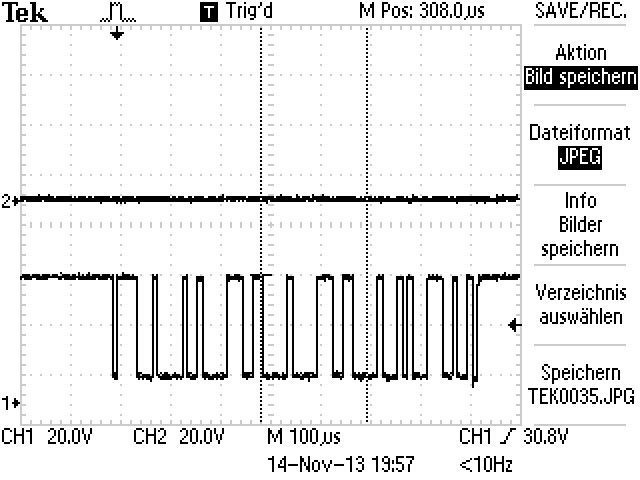 Tek T Trig'd M Pos: 308.0µs SAVE/REC.
Aktion
Bild speichern
Dateiformat
JPEG
2
Info
Bilder
speichern
Verzeichnis
auswählen
Speichern
TEK0035.JPG
1
CH1 20.0V CH2 20.0V M 100µs CH1 30.8V
14-Nov-13 19:57 <10Hz